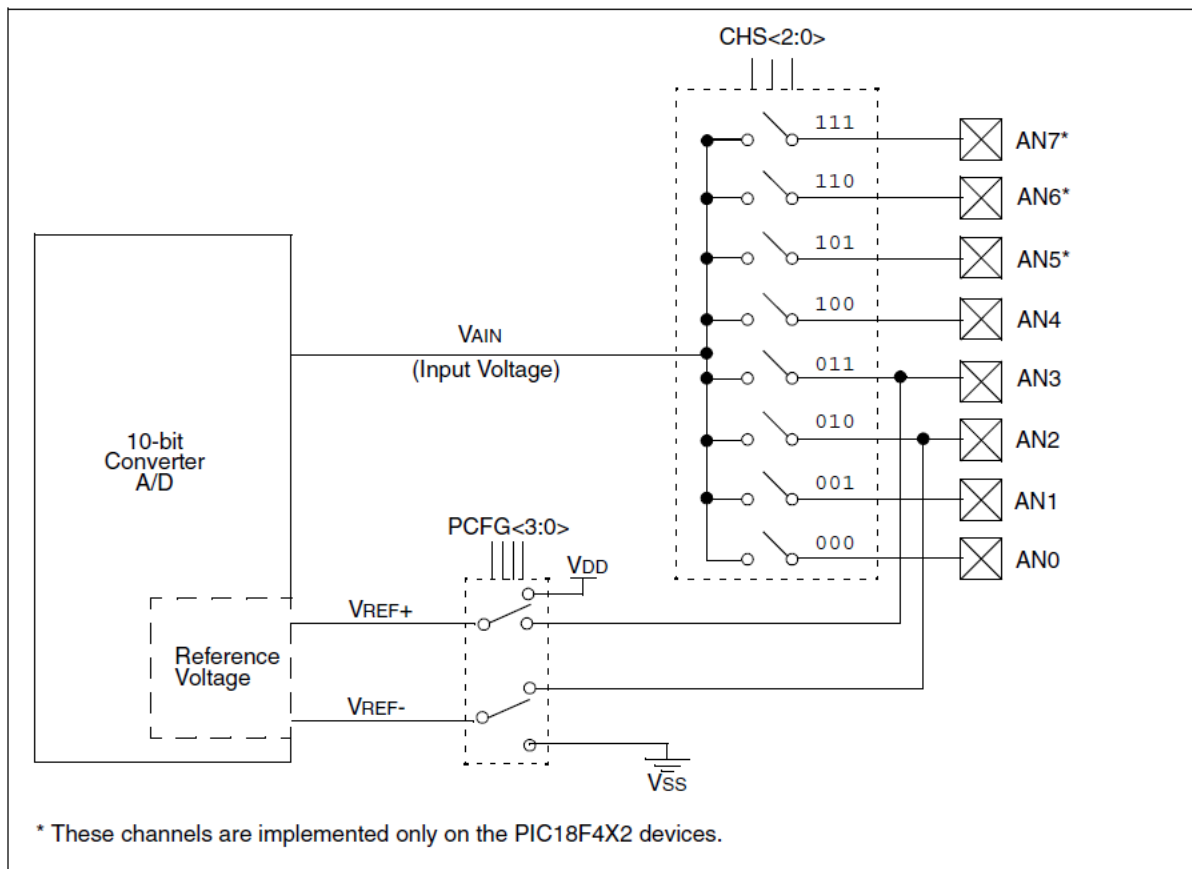 CHS<2:0>
111
AN7*
110
AN6*
101
AN5*
100
AN4
VAIN
(Input Voltage)
011
AN3
010
AN2
10-bit
Converter
A/D
001
AN1
PCFG<3:0>
000
AN0
VDD
VREF+
Reference
Voltage
VREF-
VSS
* These channels are implemented only on the PIC18F4X2 devices.